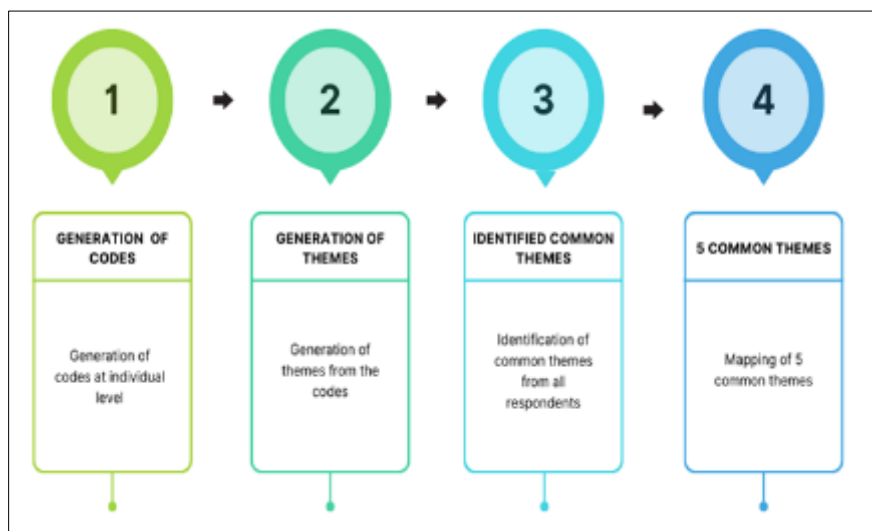 1
2
3
4
GENERATION OF
CODES
Generation of
codes at individual
level
GENERATION OF
THEMES
Generation of
themes from the
codes
IDENTIFIED COMMON
THEMES
Identification of
common themes
from all
respondents
5 COMMON THEMES
Mapping of 5
common themes